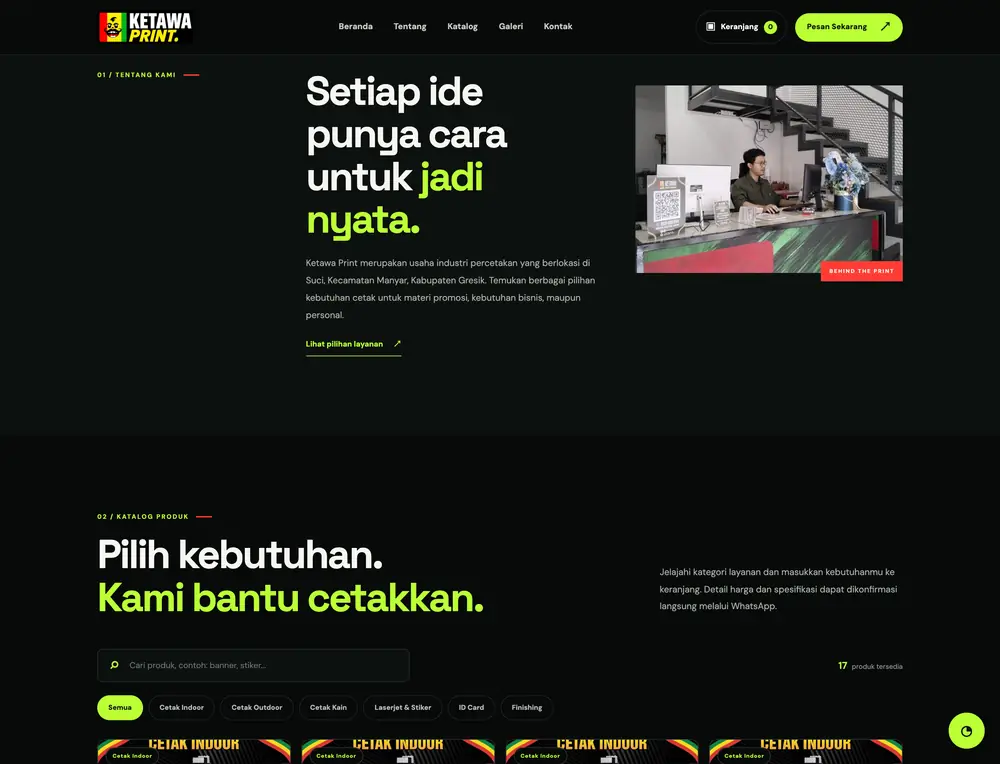 KETAWA
PRINT.
Beranda
Tentang
Katalog
Galeri
Kontak
Keranjang 0
Pesan Sekarang
01 / TENTANG KAMI
Setiap ide
punya cara
untuk jadi
nyata.
Ketawa Print merupakan usaha industri percetakan yang berlokasi di
Suci, Kecamatan Manyar, Kabupaten Gresik. Temukan berbagai pilihan
kebutuhan cetak untuk materi promosi, kebutuhan bisnis, maupun
personal.
Lihat pilihan layanan
BEHIND THE PRINT
02 / KATALOG PRODUK
Pilih kebutuhan.
Kami bantu cetakkan.
Jelajahi kategori layanan dan masukkan kebutuhanmu ke
keranjang. Detail harga dan spesifikasi dapat dikonfirmasi
langsung melalui WhatsApp.
Cari produk, contoh: banner, stiker...
17 produk tersedia
Semua
Cetak Indoor
Cetak Outdoor
Cetak Kain
Laserjet & Stiker
ID Card
Finishing
CETAK INDOOR
Cetak Indoor
CETAK INDOOR
Cetak Indoor
CETAK INDOOR
Cetak Indoor
CETAK INDOOR
Cetak Indoor